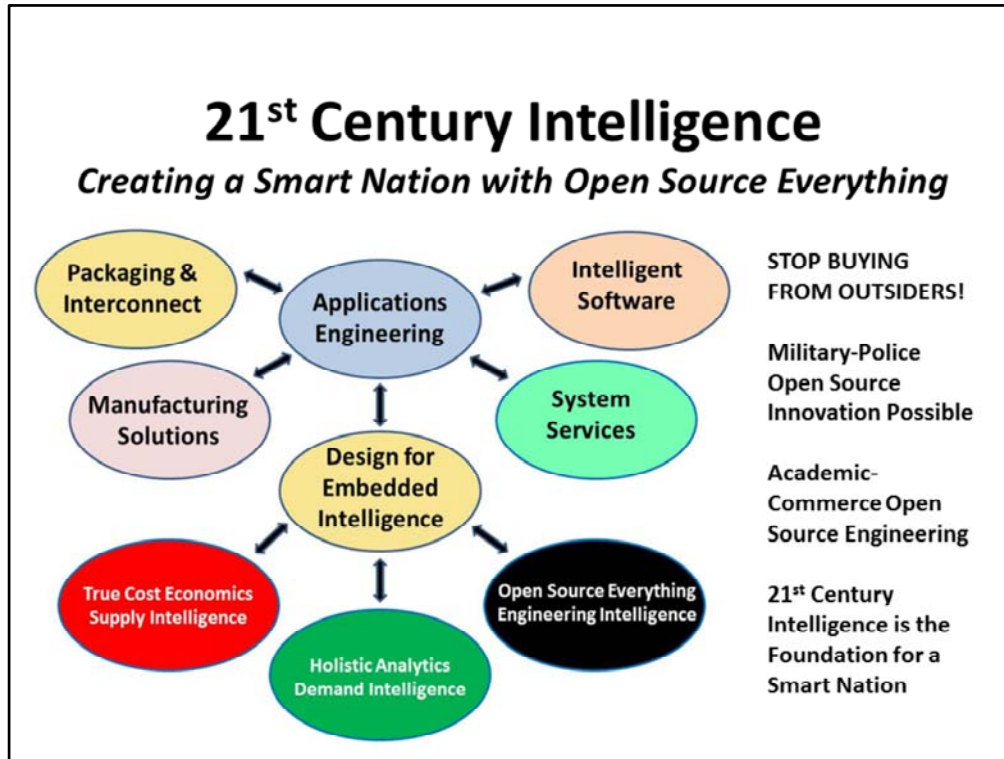 21st Century Intelligence
Creating a Smart Nation with Open Source Everything
Packaging &
Interconnect
Applications
Engineering
Intelligent
Software
Manufacturing
Solutions
System
Services
Design for
Embedded
Intelligence
True Cost Economics
Supply Intelligence
Holistic Analytics
Demand Intelligence
Open Source Everything
Engineering Intelligence
STOP BUYING
FROM OUTSIDERS!
Military-Police
Open Source
Innovation Possible
Academic-
Commerce Open
Source Engineering
21st Century
Intelligence is the
Foundation for a
Smart Nation